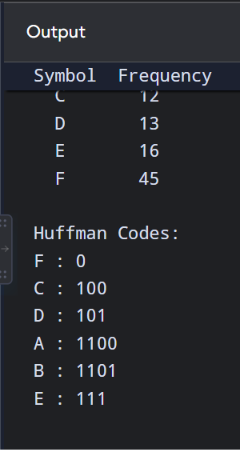 Output
Symbol Frequency
C 12
D 13
E 16
F 45
Huffman Codes:
F : 0
C : 100
D : 101
A : 1100
B : 1101
E : 111